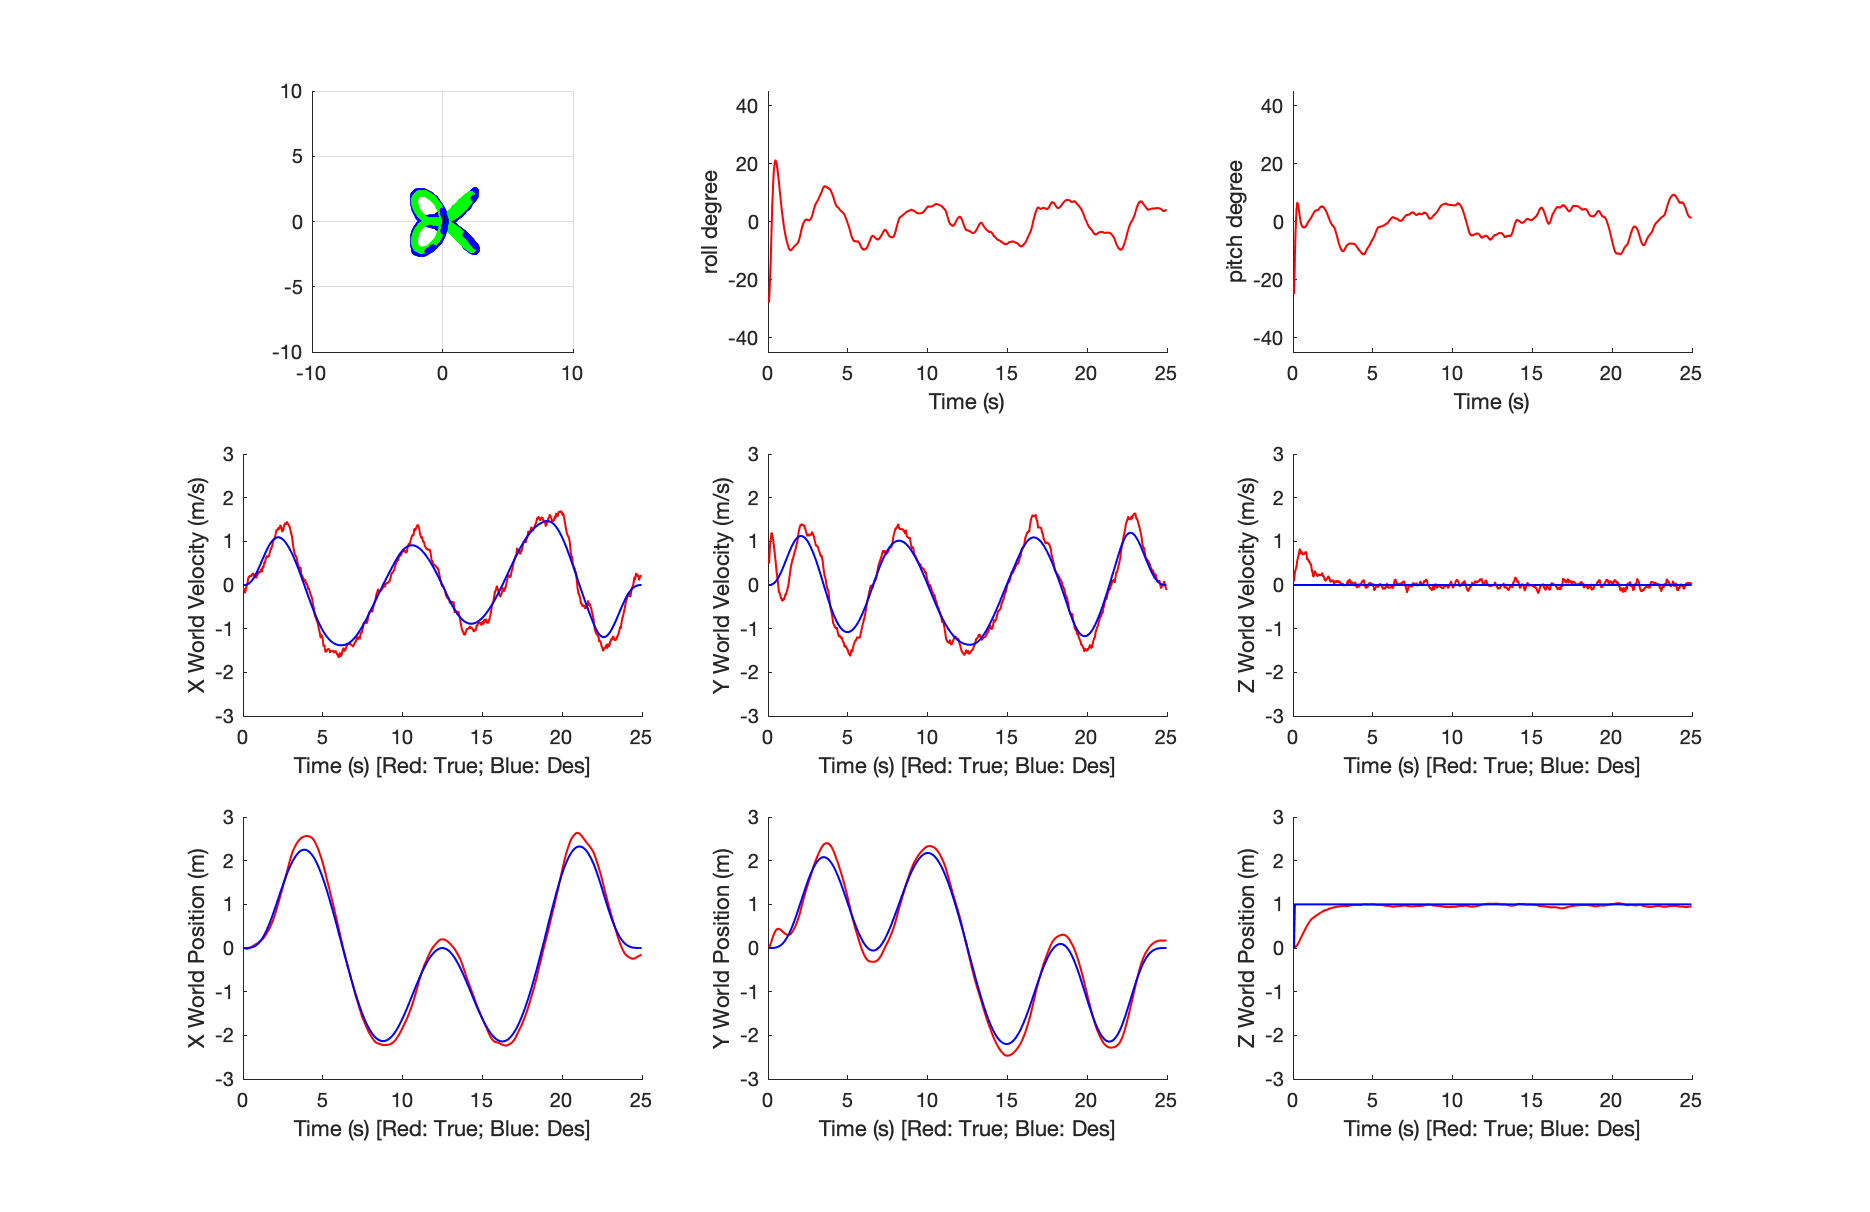 10
5
0
-5
-10
-10 0 10
roll degree
40
20
0
-20
-40
0 5 10 15 20 25
Time (s)
pitch degree
40
20
0
-20
-40
0 5 10 15 20 25
Time (s)
X World Velocity (m/s)
3
2
1
0
-1
-2
-3
0 5 10 15 20 25
Time (s) [Red: True; Blue: Des]
Y World Velocity (m/s)
3
2
1
0
-1
-2
-3
0 5 10 15 20 25
Time (s) [Red: True; Blue: Des]
Z World Velocity (m/s)
3
2
1
0
-1
-2
-3
0 5 10 15 20 25
Time (s) [Red: True; Blue: Des]
X World Position (m)
3
2
1
0
-1
-2
-3
0 5 10 15 20 25
Time (s) [Red: True; Blue: Des]
Y World Position (m)
3
2
1
0
-1
-2
-3
0 5 10 15 20 25
Time (s) [Red: True; Blue: Des]
Z World Position (m)
3
2
1
0
-1
-2
-3
0 5 10 15 20 25
Time (s) [Red: True; Blue: Des]